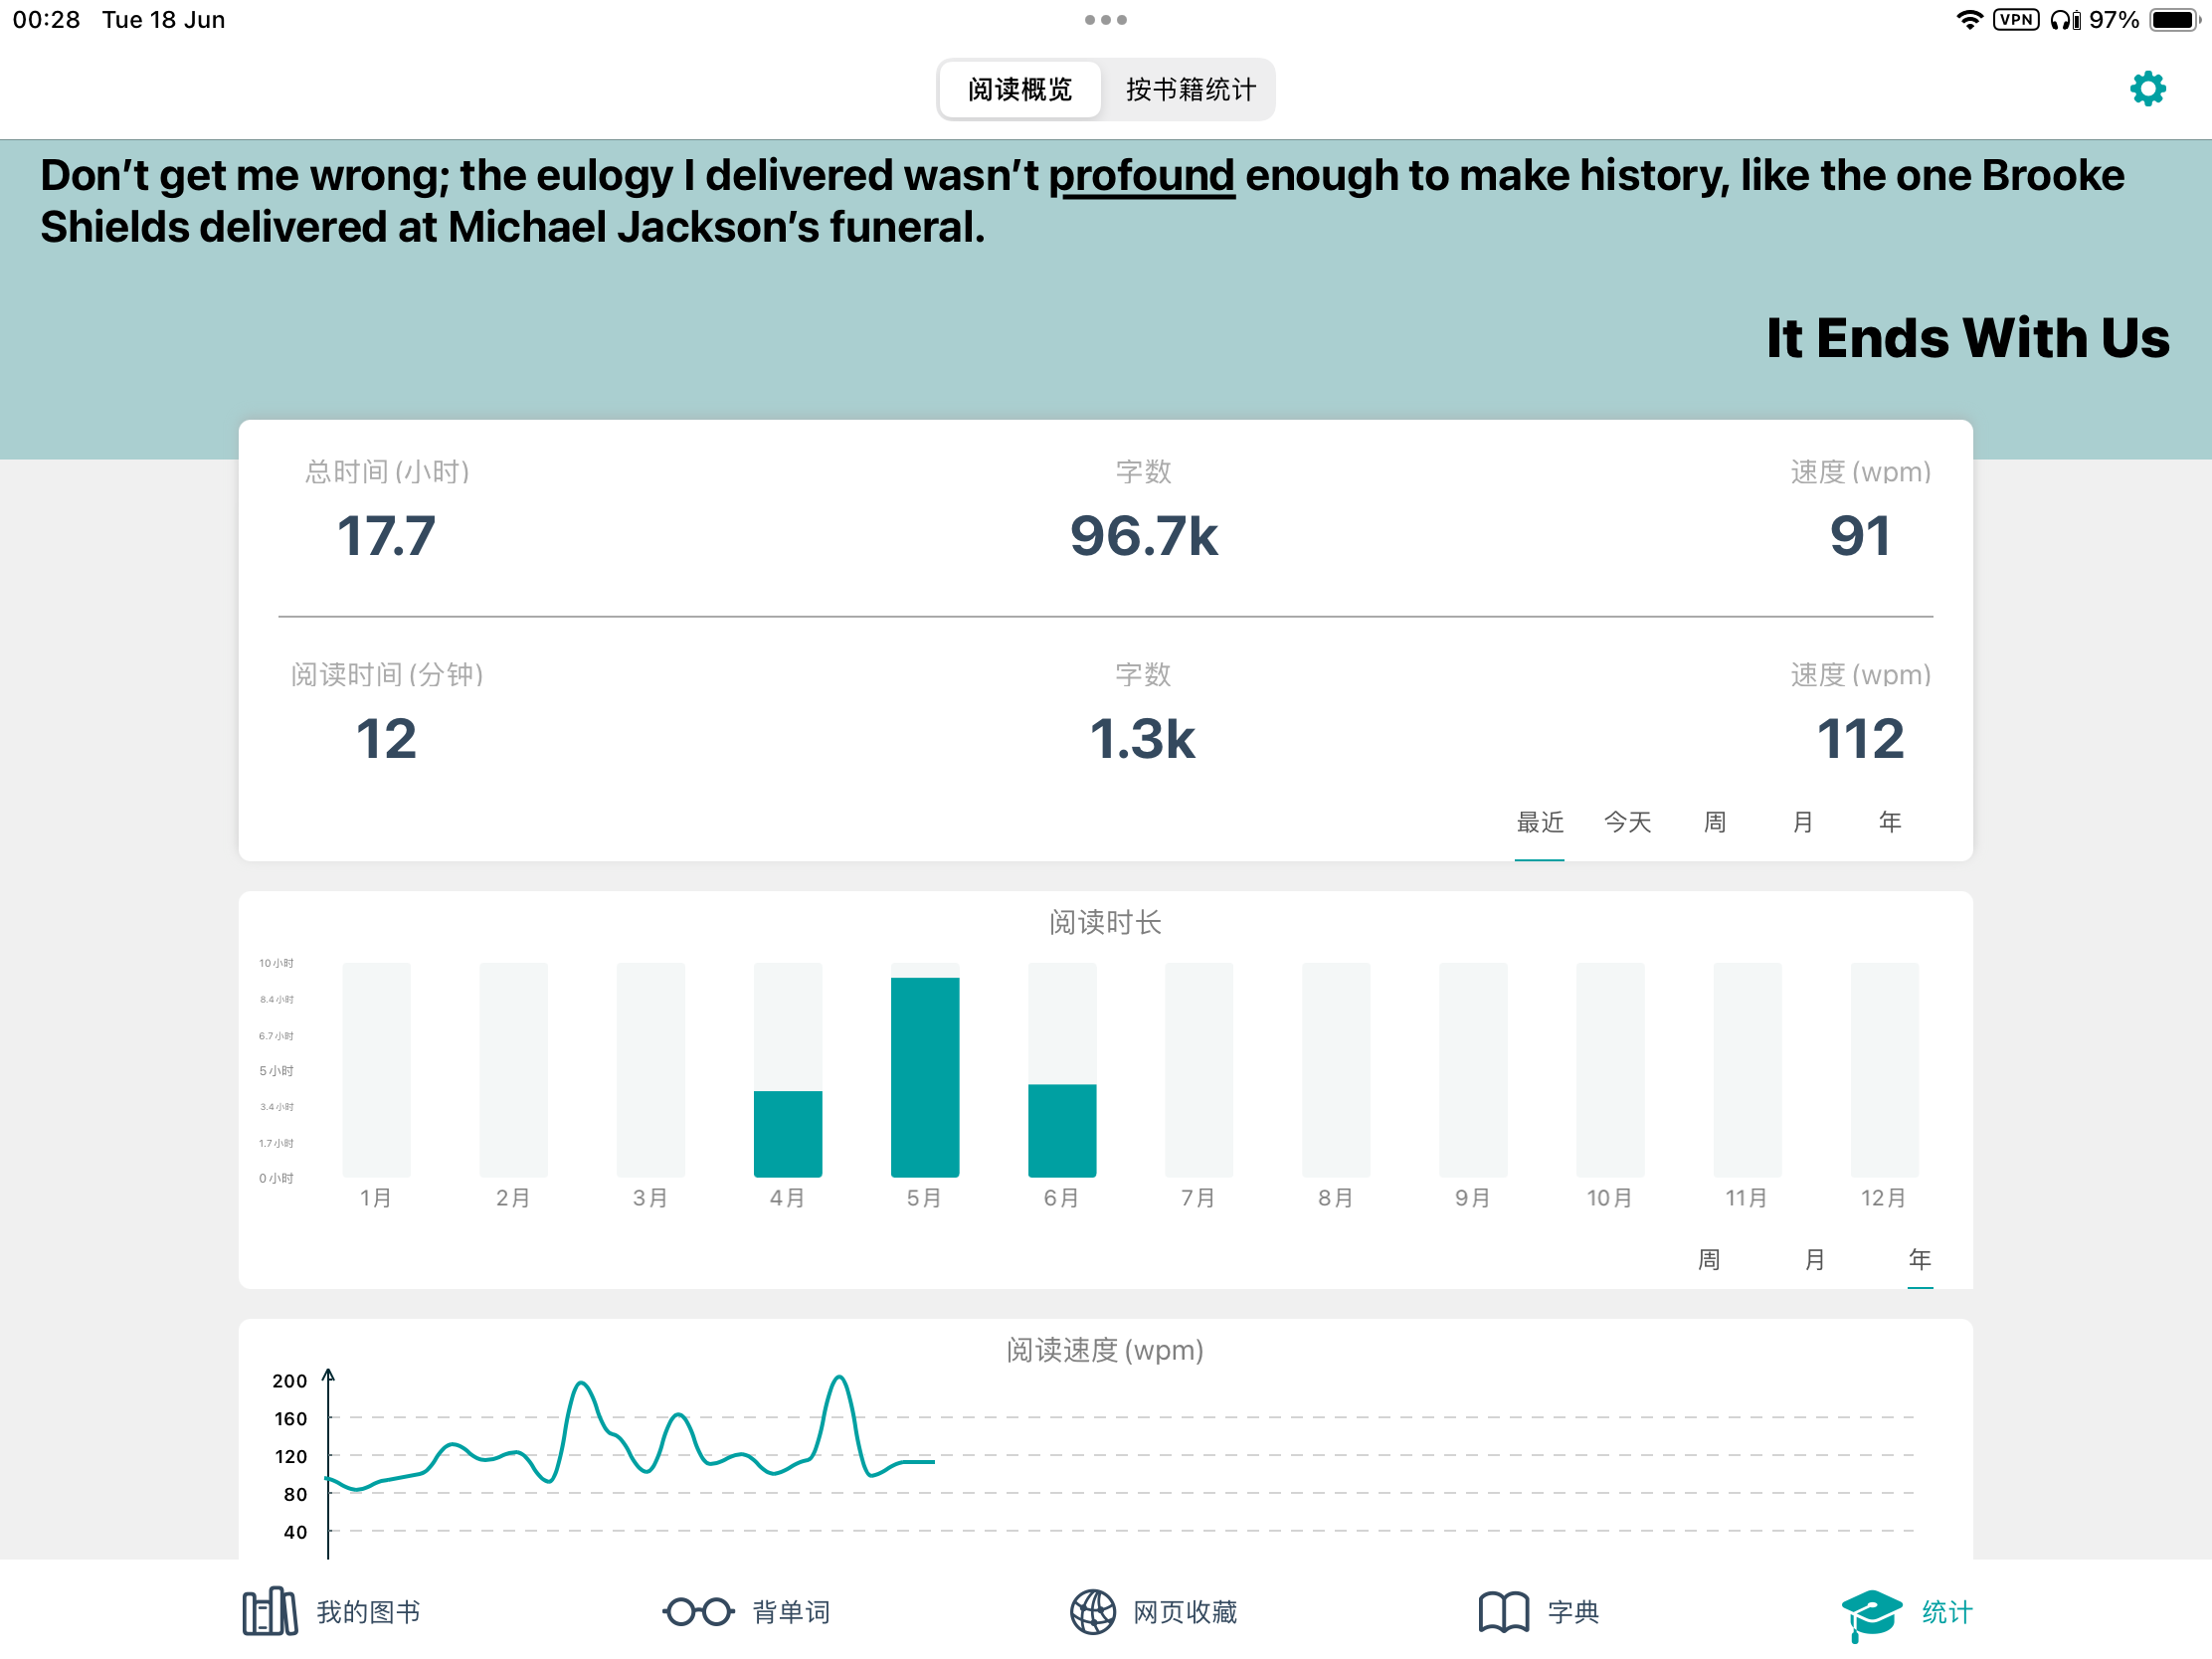 00:28 Tue 18 Jun
VPN 97%
阅读概览 按书籍统计
Don’t get me wrong; the eulogy I delivered wasn’t profound enough to make history, like the one Brooke
Shields delivered at Michael Jackson’s funeral.
It Ends With Us
总时间(小时) 字数 速度(wpm)
17.7 96.7k 91
阅读时间(分钟) 字数 速度(wpm)
12 1.3k 112
最近 今天 周 月 年
阅读时长
10小时
8.4小时
6.7小时
5小时
3.4小时
1.7小时
0小时
1月 2月 3月 4月 5月 6月 7月 8月 9月 10月 11月 12月
周 月 年
阅读速度(wpm)
200
160
120
80
40
我的图书 背单词 网页收藏 字典 统计